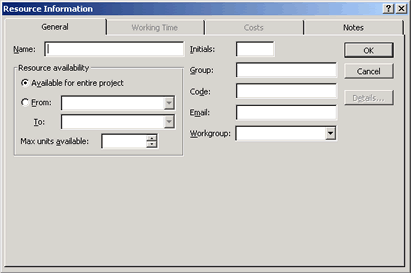 Resource Information
General Working Time Costs Notes
Name: Initials: OK
Resource availability
Available for entire project
From:
To:
Max units available:
Group:
Code:
Email:
Workgroup:
Cancel
Details...